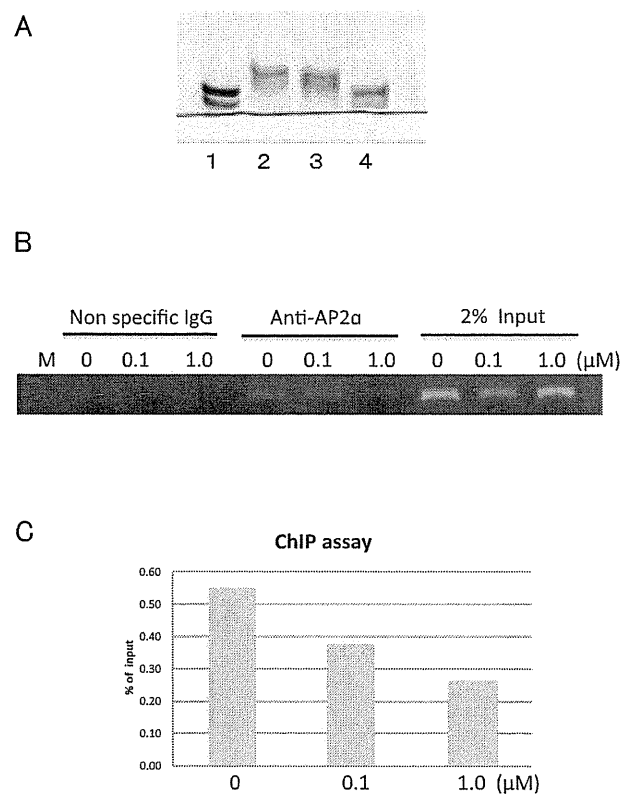 A
1 2 3 4
B
Non specific IgG Anti-AP2α 2% Input
M 0 0.1 1.0 0 0.1 1.0 0 0.1 1.0 (μM)
C
ChIP assay
0.60
0.50
0.40
0.30
0.20
0.10
0.00
% of input
0 0.1 1.0 (μM)